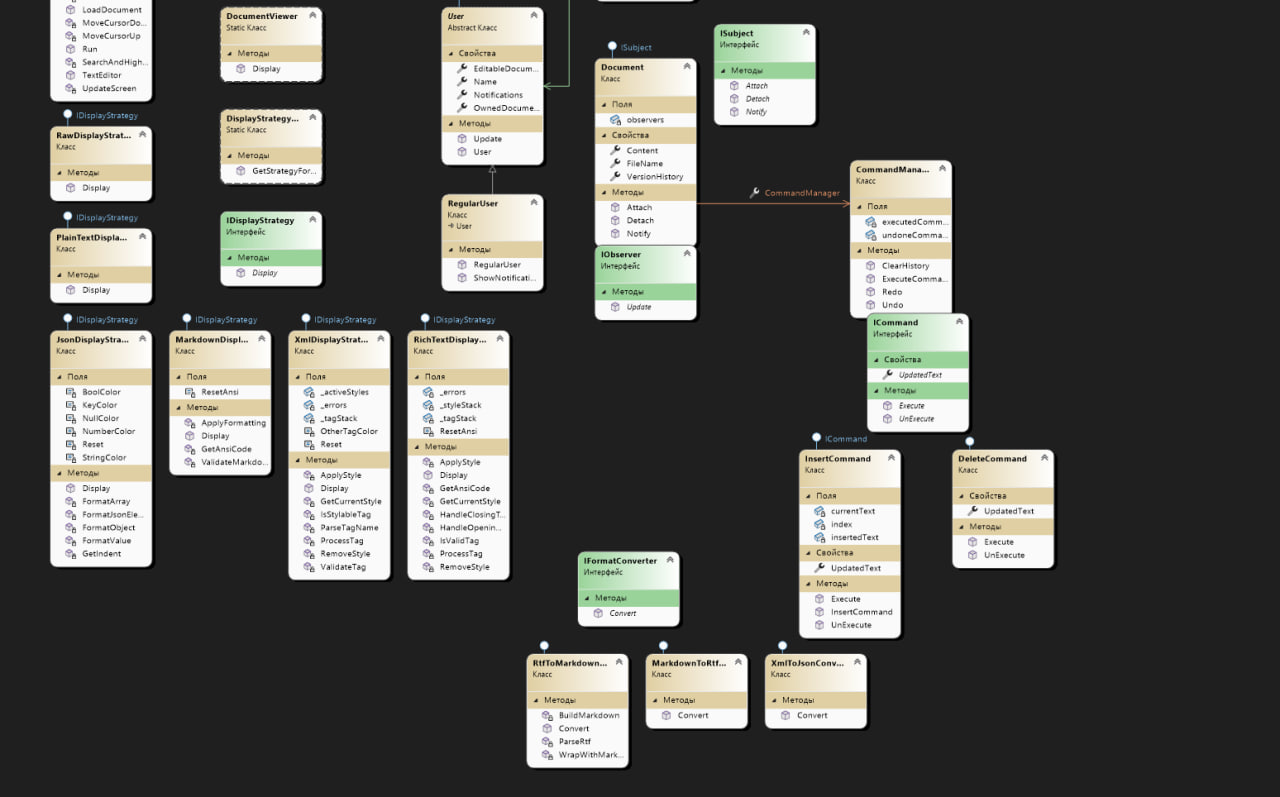 LoadDocument
MoveCursorDo...
MoveCursorUp
Run
SearchAndHigh...
TextEditor
UpdateScreen
IDisplayStrategy
RawDisplayStrat...
Класс
Методы
Display
IDisplayStrategy
PlainTextDispla...
Класс
Методы
Display
IDisplayStrategy
JsonDisplayStra...
Класс
Поля
BoolColor
KeyColor
NullColor
NumberColor
Reset
StringColor
Методы
Display
FormatArray
FormatJsonEle...
FormatObject
FormatValue
GetIndent
DocumentViewer
Static Класс
Методы
Display
DisplayStrategy...
Static Класс
Методы
GetStrategyFor...
IDisplayStrategy
Интерфейс
Методы
Display
IDisplayStrategy
MarkdownDispl...
Класс
Поля
ResetAnsi
Методы
ApplyFormatting
Display
GetAnsiCode
ValidateMarkdo...
IDisplayStrategy
XmlDisplayStrat...
Класс
Поля
_activeStyles
_errors
_tagStack
OtherTagColor
Reset
Методы
ApplyStyle
Display
GetCurrentStyle
IsStylableTag
ParseTagName
ProcessTag
RemoveStyle
ValidateTag
User
Abstract Класс
Свойства
EditableDocum...
Name
Notifications
OwnedDocume...
Методы
Update
User
RegularUser
Класс
User
Методы
RegularUser
ShowNotificati...
IDisplayStrategy
RichTextDisplay...
Класс
Поля
_errors
_styleStack
_tagStack
ResetAnsi
Методы
ApplyStyle
Display
GetAnsiCode
GetCurrentStyle
HandleClosingT...
HandleOpenin...
IsValidTag
ProcessTag
RemoveStyle
ISubject
Document
Класс
Поля
observers
Свойства
Content
FileName
VersionHistory
Методы
Attach
Detach
Notify
IObserver
Интерфейс
Методы
Update
ISubject
Интерфейс
Методы
Attach
Detach
Notify
CommandManager
CommandMana...
Класс
Поля
executedComm...
undoneComma...
Методы
ClearHistory
ExecuteComma...
Redo
Undo
ICommand
Интерфейс
Свойства
UpdatedText
Методы
Execute
UnExecute
ICommand
InsertCommand
Класс
Поля
currentText
index
insertedText
Свойства
UpdatedText
Методы
Execute
InsertCommand
UnExecute
DeleteCommand
Класс
Свойства
UpdatedText
Методы
Execute
UnExecute
IFormatConverter
Интерфейс
Методы
Convert
RtfToMarkdown...
Класс
Методы
BuildMarkdown
Convert
ParseRtf
WrapWithMark...
MarkdownToRtf...
Класс
Методы
Convert
XmlToJsonConv...
Класс
Методы
Convert